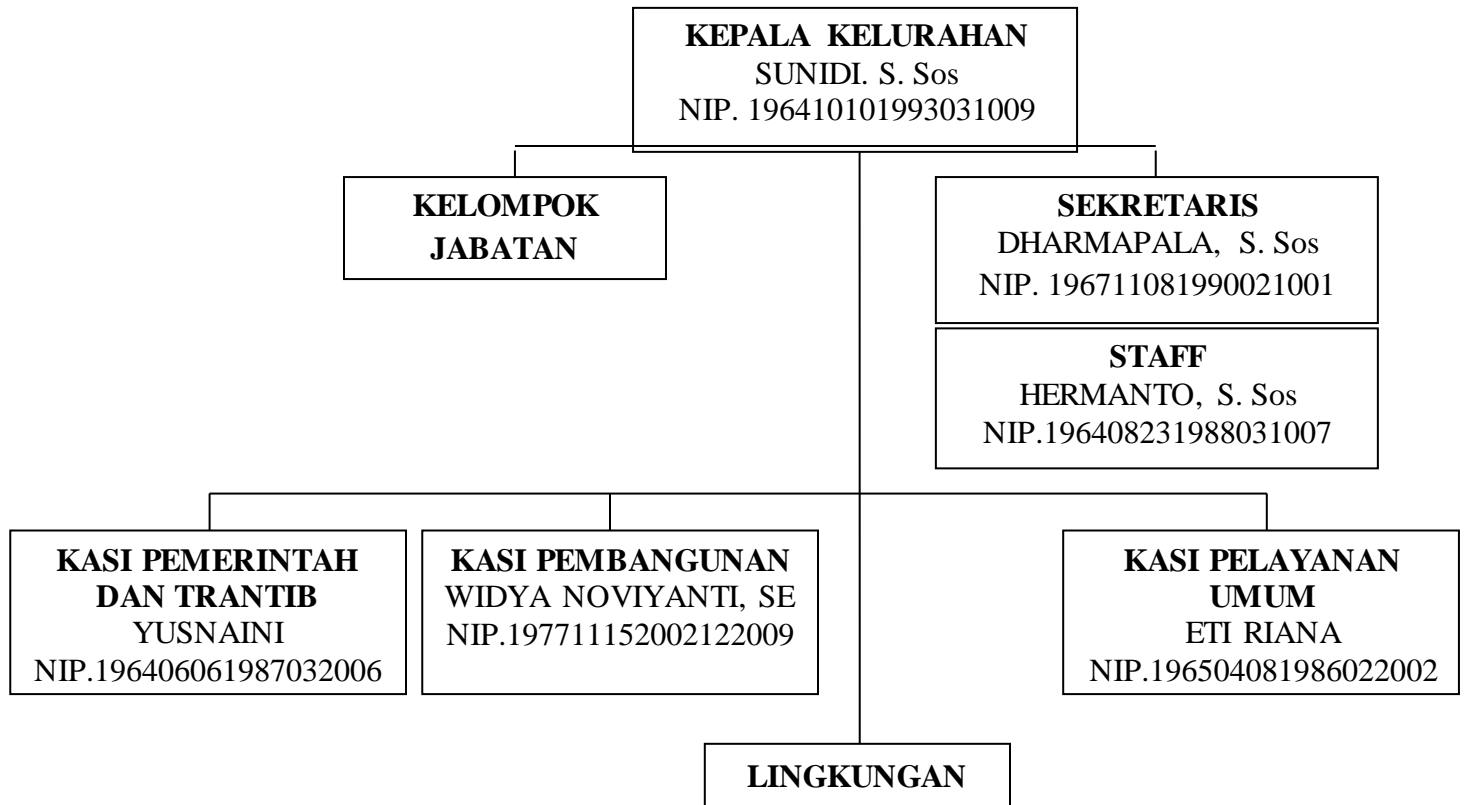 KEPALA KELURAHAN
SUNIDI. S. Sos
NIP. 196410101993031009
KELOMPOK
JABATAN
SEKRETARIS
DHARMAPALA, S. Sos
NIP. 196711081990021001
STAFF
HERMANTO, S. Sos
NIP.196408231988031007
KASI PEMERINTAH
DAN TRANTIB
YUSNAINI
NIP.196406061987032006
KASI PEMBANGUNAN
WIDYA NOVIYANTI, SE
NIP.197711152002122009
KASI PELAYANAN
UMUM
ETI RIANA
NIP.196504081986022002
LINGKUNGAN